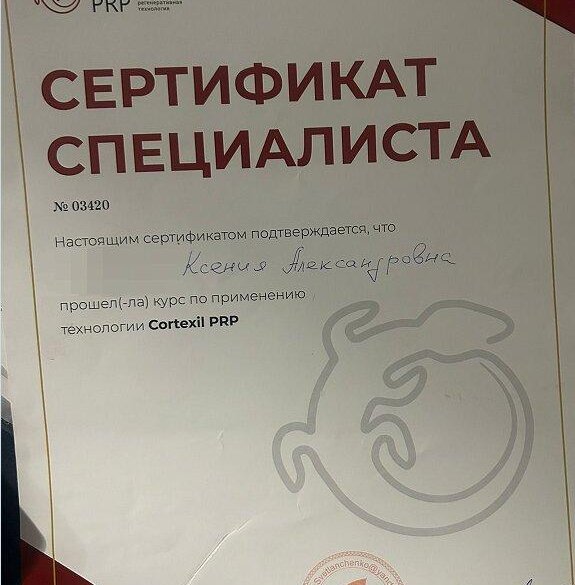 PRP
регенеративная
технология
СЕРТИФИКАТ
СПЕЦИАЛИСТА
№ 03420
Настоящим сертификатом подтверждается, что
Ксения Александровна
прошел(-ла) курс по применению
технологии Cortexil PRP